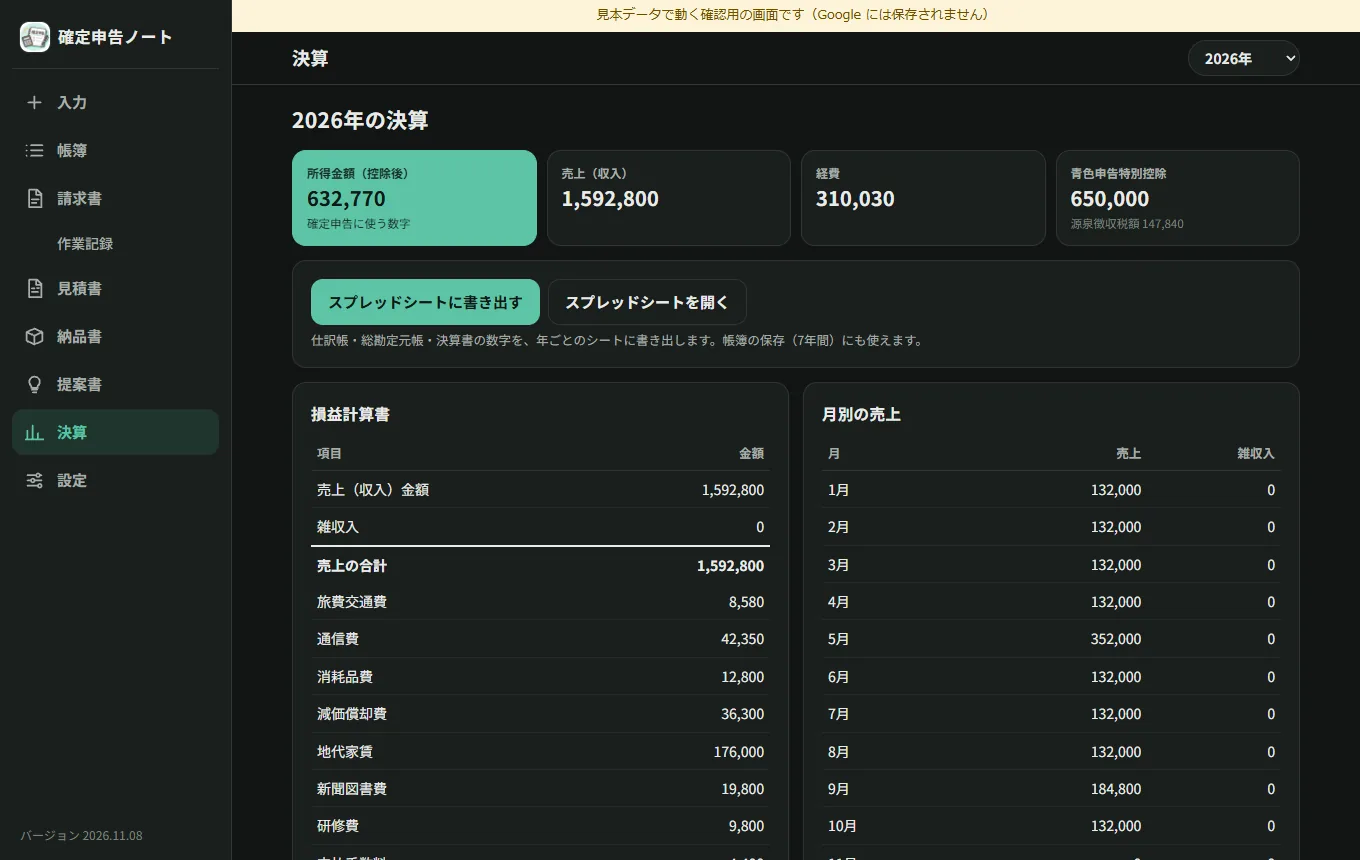 見本データで動く確認用の画面です（Google には保存されません）
確定申告ノート
入力
帳簿
請求書
作業記録
見積書
納品書
提案書
決算
設定
バージョン 2026.11.08
決算
2026年
2026年の決算
所得金額（控除後）
632,770
確定申告に使う数字
売上（収入）
1,592,800
経費
310,030
青色申告特別控除
650,000
源泉徴収税額 147,840
スプレッドシートに書き出す
スプレッドシートを開く
仕訳帳・総勘定元帳・決算書の数字を、年ごとのシートに書き出します。帳簿の保存（7年間）にも使えます。
損益計算書
項目 金額
売上（収入）金額 1,592,800
雑収入 0
売上の合計 1,592,800
旅費交通費 8,580
通信費 42,350
消耗品費 12,800
減価償却費 36,300
地代家賃 176,000
新聞図書費 19,800
研修費 9,800
月別の売上
月 売上 雑収入
1月 132,000 0
2月 132,000 0
3月 132,000 0
4月 132,000 0
5月 352,000 0
6月 132,000 0
7月 132,000 0
8月 132,000 0
9月 184,800 0
10月 132,000 0